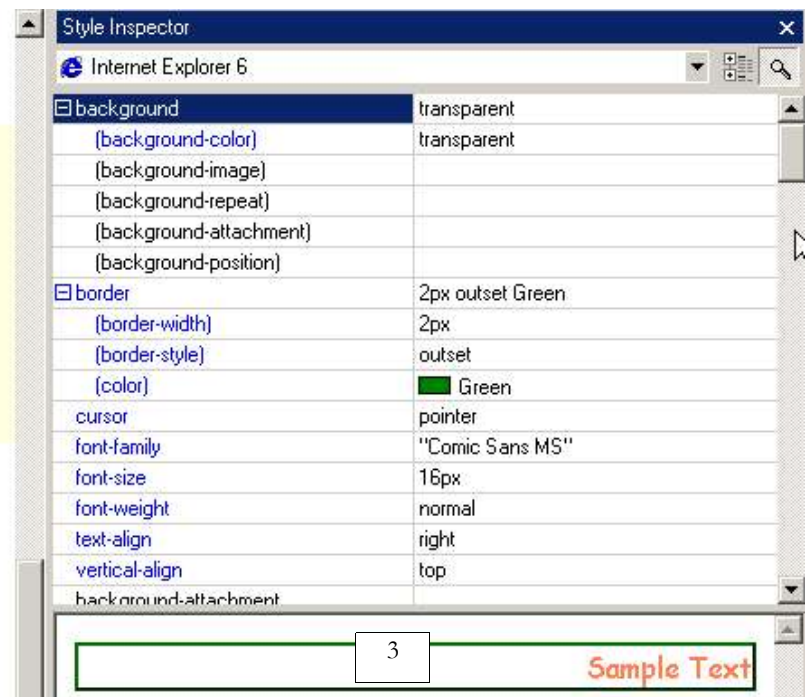 Style Inspector
Internet Explorer 6
background transparent
(background-color) transparent
(background-image)
(background-repeat)
(background-attachment)
(background-position)
border 2px outset Green
(border-width) 2px
(border-style) outset
(color) Green
cursor pointer
font-family "Comic Sans MS"
font-size 16px
font-weight normal
text-align right
vertical-align top
background-attachment
3
Sample Text